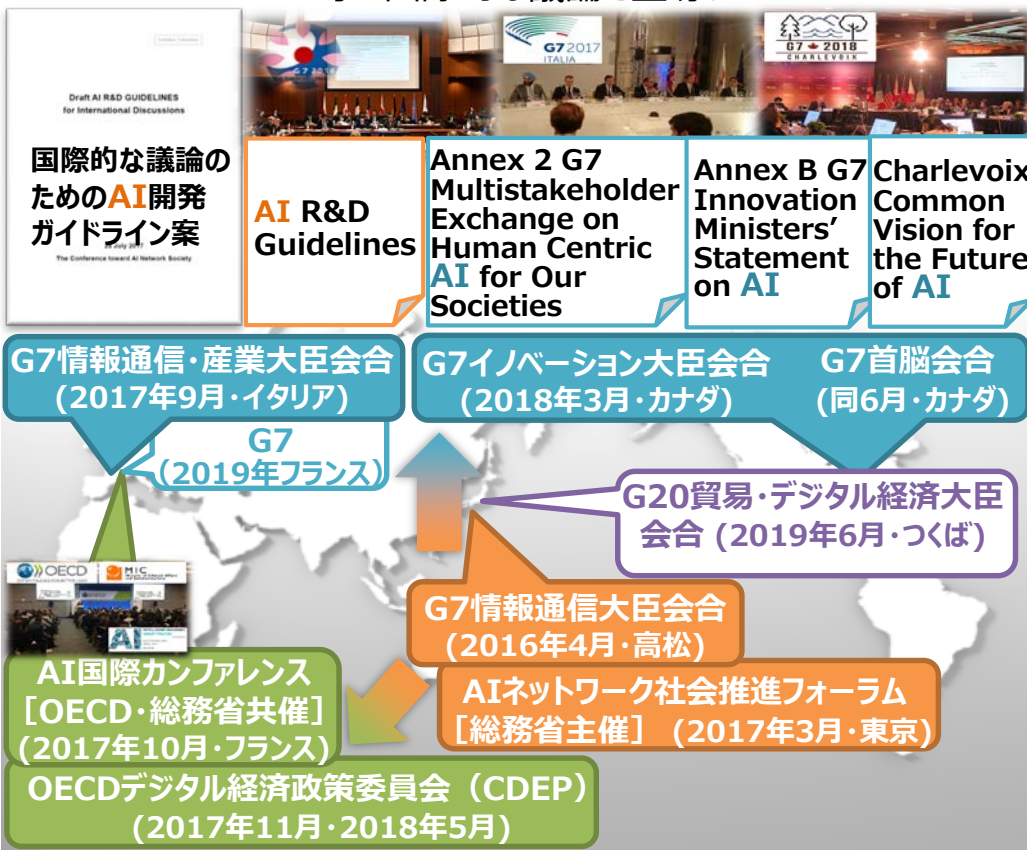 Draft AI R&D GUIDELINES
for International Discussions
国際的な議論の
ためのAI開発
ガイドライン案
The Conference toward AI Network Society
G7 2017
ITALIA
G7 2018
CHARLEVOIX
AI R&D
Guidelines
Annex 2 G7
Multistakeholder
Exchange on
Human Centric
AI for Our
Societies
Annex B G7
Innovation
Ministers’
Statement
on AI
Charlevoix
Common
Vision for
the Future
of AI
G7情報通信・産業大臣会合
(2017年9月・イタリア)
G7イノベーション大臣会合
(2018年3月・カナダ)
G7首脳会合
(同6月・カナダ)
G7
(2019年フランス)
G20貿易・デジタル経済大臣
会合 (2019年6月・つくば)
OECD
MIC
AI
G7情報通信大臣会合
(2016年4月・高松)
AI国際カンファレンス
[OECD・総務省共催]
(2017年10月・フランス)
AIネットワーク社会推進フォーラム
[総務省主催] (2017年3月・東京)
OECDデジタル経済政策委員会(CDEP)
(2017年11月・2018年5月)